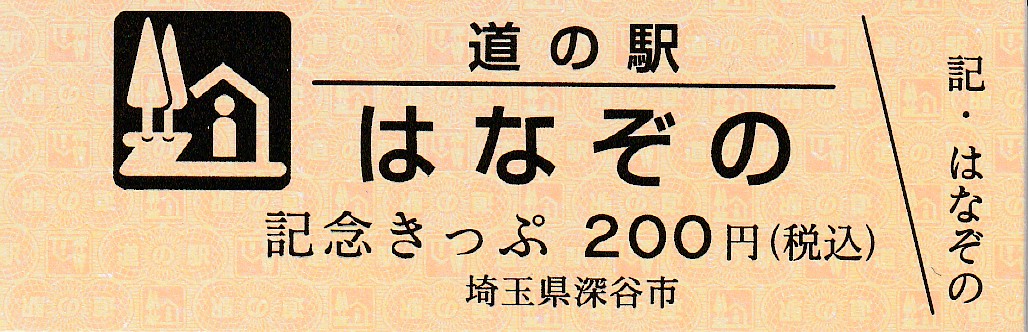 道の駅
はなぞの
記念きっぷ 200円(税込)
埼玉県深谷市
記・はなぞの